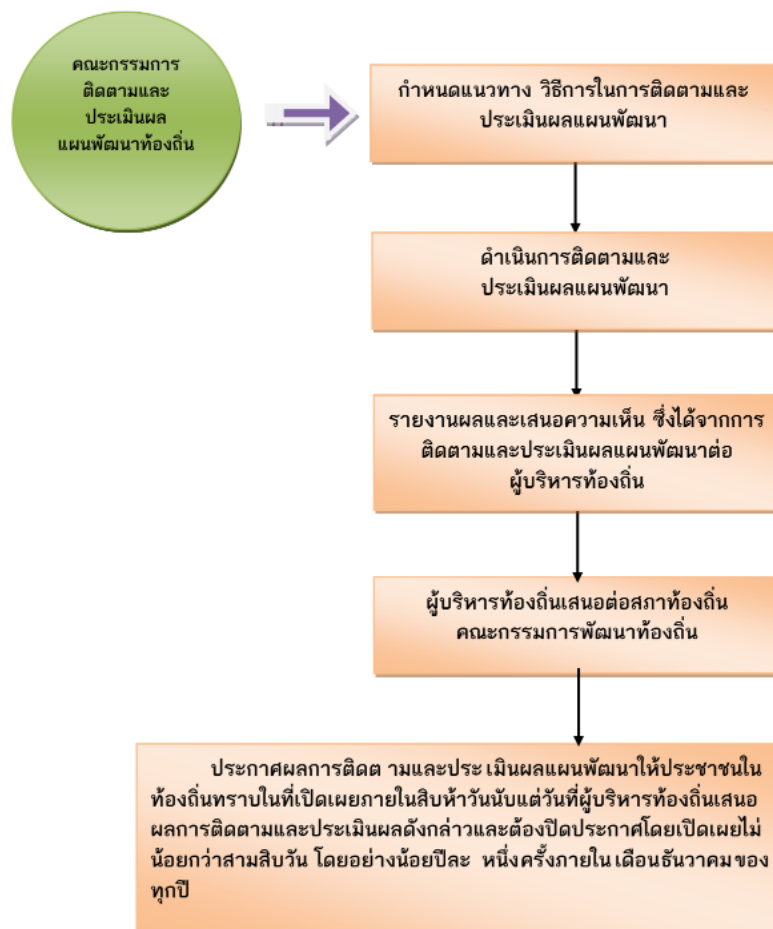 คณะกรรมการ
ติดตามและ
ประเมินผล
แผนพัฒนาท้องถิ่น
กำหนดแนวทาง วิธีการในการติดตามและ
ประเมินผลแผนพัฒนา
ดำเนินการติดตามและ
ประเมินผลแผนพัฒนา
รายงานผลและเสนอความเห็น ซึ่งได้จากการ
ติดตามและประเมินผลแผนพัฒนาต่อ
ผู้บริหารท้องถิ่น
ผู้บริหารท้องถิ่นเสนอต่อสภาท้องถิ่น
คณะกรรมการพัฒนาท้องถิ่น
ประกาศผลการติดต ามและประ เมินผลแผนพัฒนาให้ประชาชนใน
ท้องถิ่นทราบในที่เปิดเผยภายในสิบห้าวันนับแต่วันที่ผู้บริหารท้องถิ่นเสนอ
ผลการติดตามและประเมินผลดังกล่าวและต้องปิดประกาศโดยเปิดเผยไม่
น้อยกว่าสามสิบวัน โดยอย่างน้อยปีละ หนึ่งครั้งภายใน เดือนธันวาคม ของ
ทุกปี